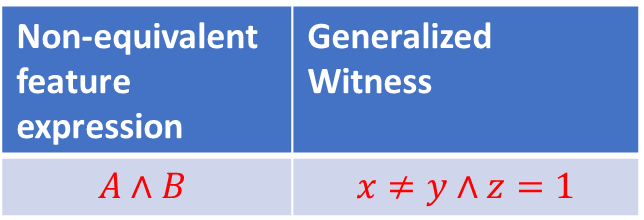 Non-equivalent
feature
expression
Generalized
Witness
A ∧ B
x ≠ y ∧ z = 1